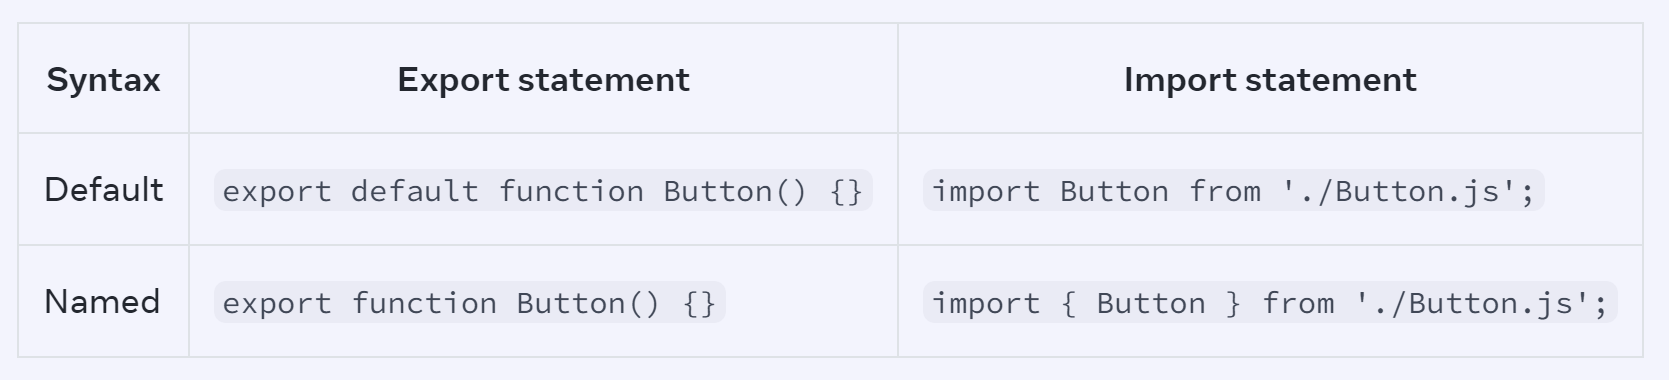 Syntax Export statement Import statement
Default export default function Button() {} import Button from './Button.js';
Named export function Button() {} import { Button } from './Button.js';